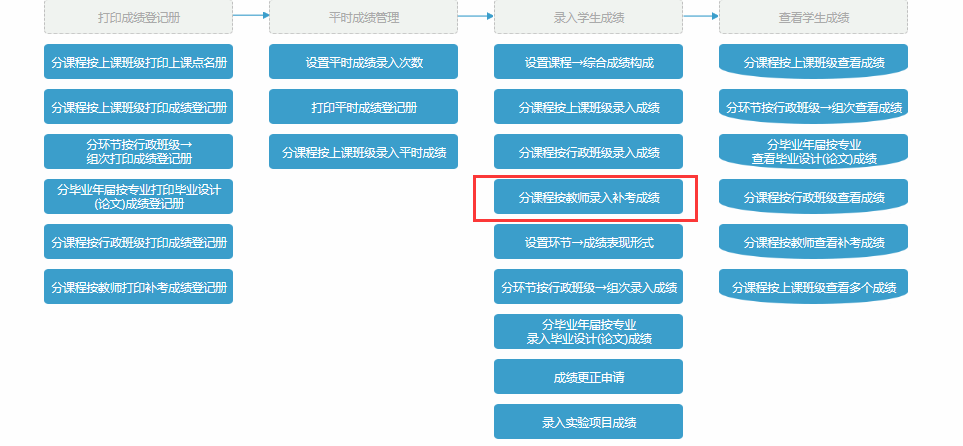 打印成绩登记册
平时成绩管理
录入学生成绩
查看学生成绩
分课程按上课班级打印上课点名册
分课程按上课班级打印成绩登记册
分环节按行政班级→
组次打印成绩登记册
分毕业年届按专业打印毕业设计
(论文)成绩登记册
分课程按行政班级打印成绩登记册
分课程按教师打印补考成绩登记册
设置平时成绩录入次数
打印平时成绩登记册
分课程按上课班级录入平时成绩
设置课程→综合成绩构成
分课程按上课班级录入成绩
分课程按行政班级录入成绩
分课程按教师录入补考成绩
设置环节→成绩表现形式
分环节按行政班级→组次录入成绩
分毕业年届按专业
录入毕业设计(论文)成绩
成绩更正申请
录入实验项目成绩
分课程按上课班级查看成绩
分环节按行政班级→组次查看成绩
分毕业年届按专业
查看毕业设计(论文)成绩
分课程按行政班级查看成绩
分课程按教师查看补考成绩
分课程按上课班级查看多个成绩